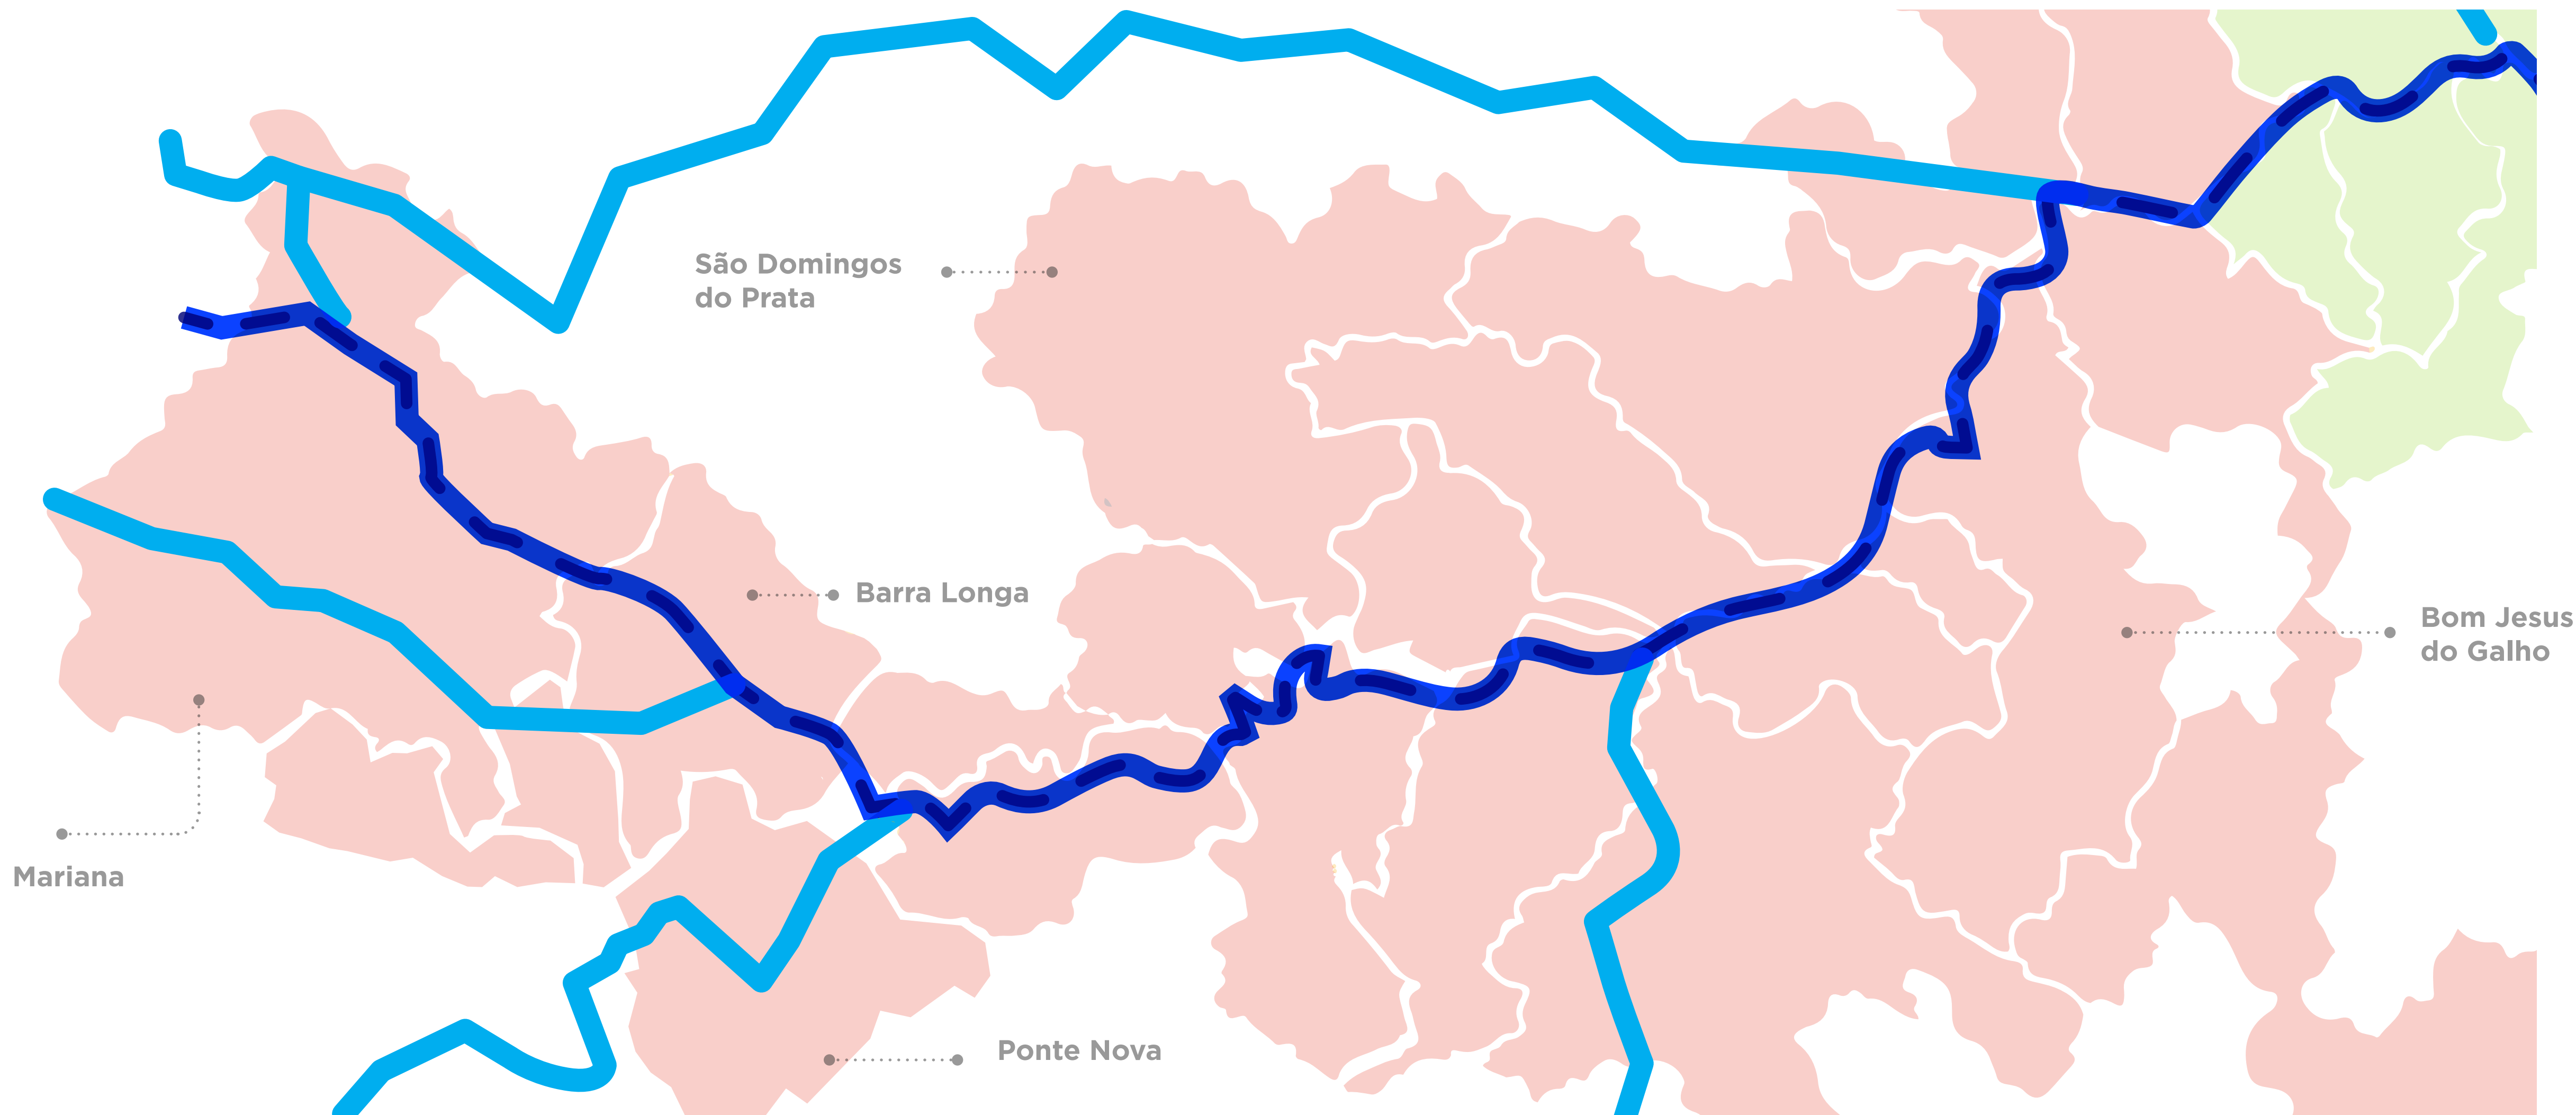 São Domingos
do Prata
Barra Longa
Bom Jesus
do Galho
Mariana
Ponte Nova